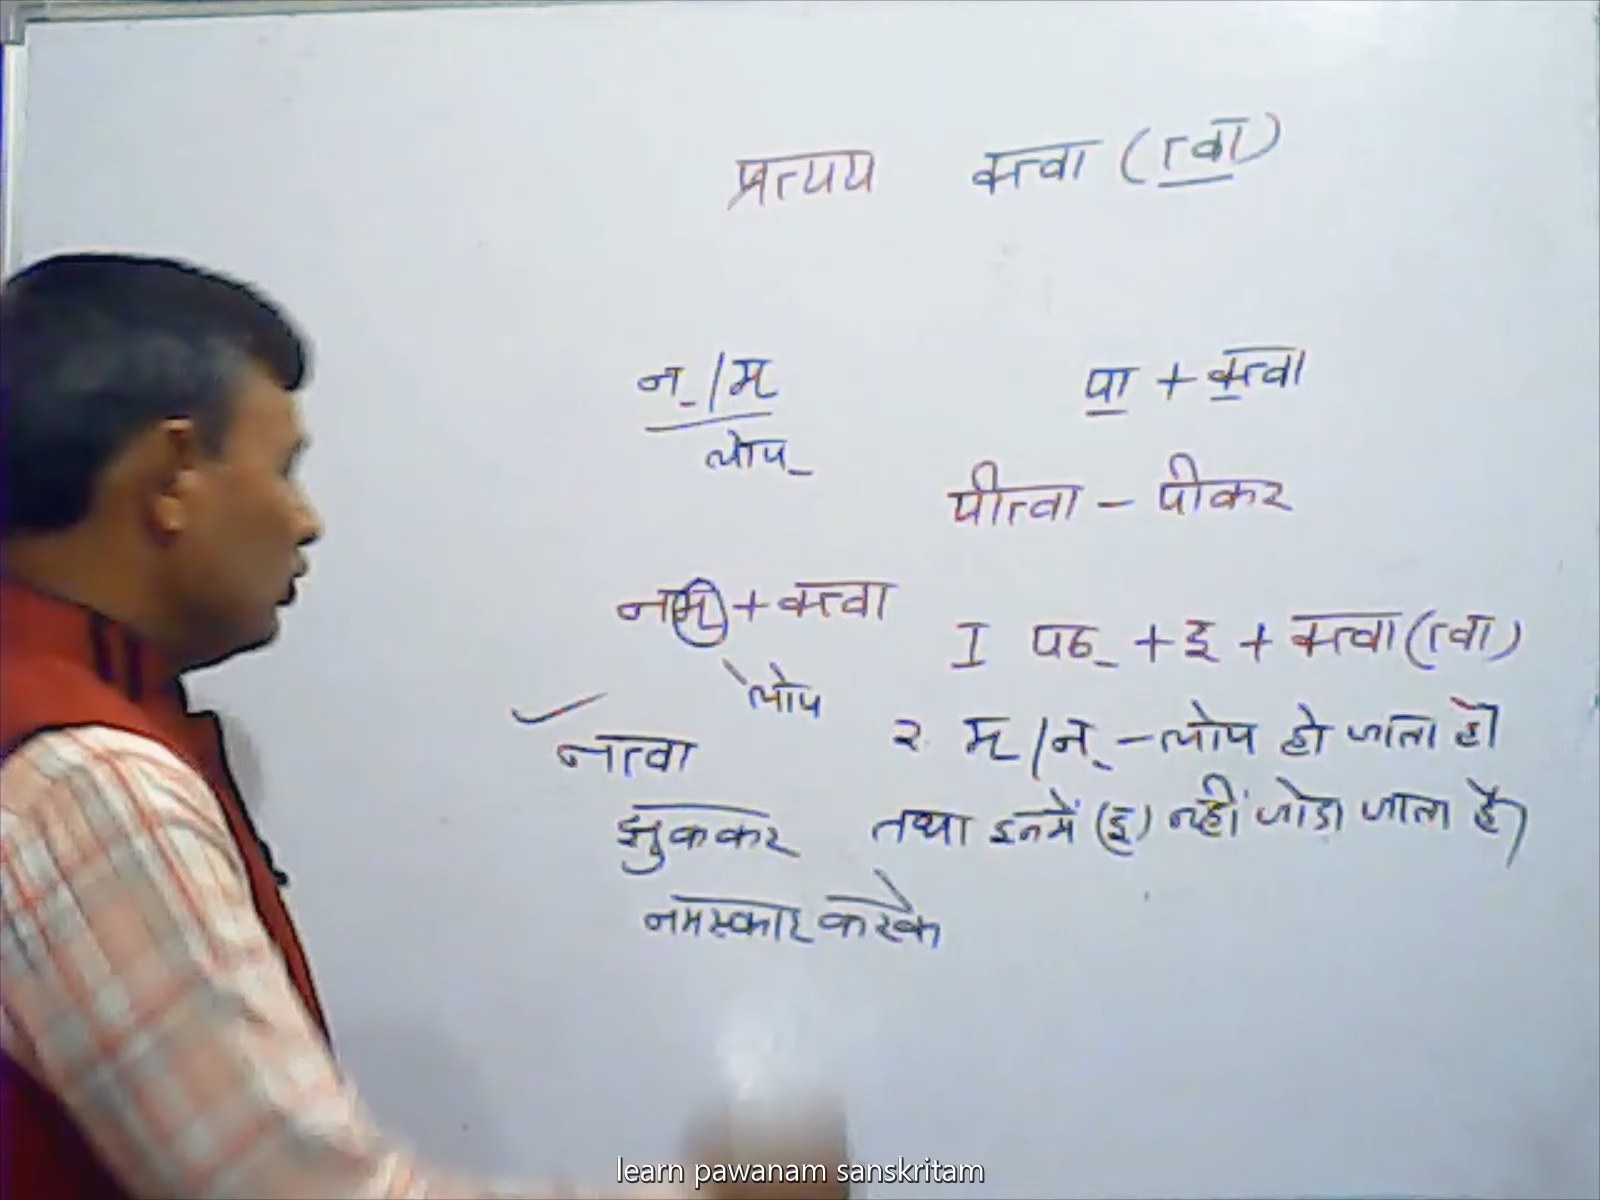 प्रत्यय क्त्वा (त्वा)
न् / म्
लोप
पा + क्त्वा
पीत्वा - पीकर
नम् + क्त्वा
लोप
नत्वा
झुककर
नमस्कार करके
I पठ् + इ + क्त्वा (त्वा)
२. म् / न् - लोप हो जाता है
तथा इनमें (इ) नहीं जोडा जाता है
learn pawanam sanskritam